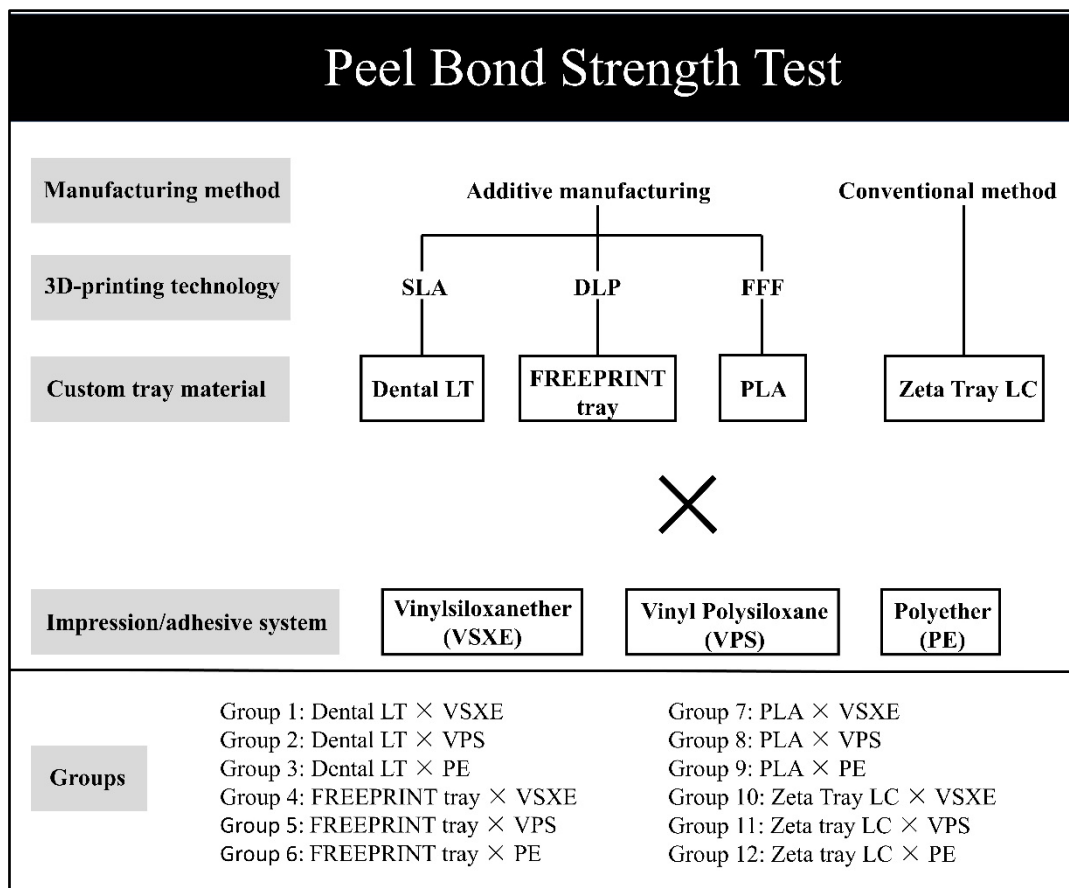 Peel Bond Strength Test
Manufacturing method
Additive manufacturing
Conventional method
3D-printing technology
SLA
DLP
FFF
Custom tray material
Dental LT
FREEPRINT
tray
PLA
Zeta Tray LC
×
Impression/adhesive system
Vinylsiloxanether
(VSXE)
Vinyl Polysiloxane
(VPS)
Polyether
(PE)
Groups
Group 1: Dental LT × VSXE
Group 2: Dental LT × VPS
Group 3: Dental LT × PE
Group 4: FREEPRINT tray × VSXE
Group 5: FREEPRINT tray × VPS
Group 6: FREEPRINT tray × PE
Group 7: PLA × VSXE
Group 8: PLA × VPS
Group 9: PLA × PE
Group 10: Zeta Tray LC × VSXE
Group 11: Zeta tray LC × VPS
Group 12: Zeta tray LC × PE